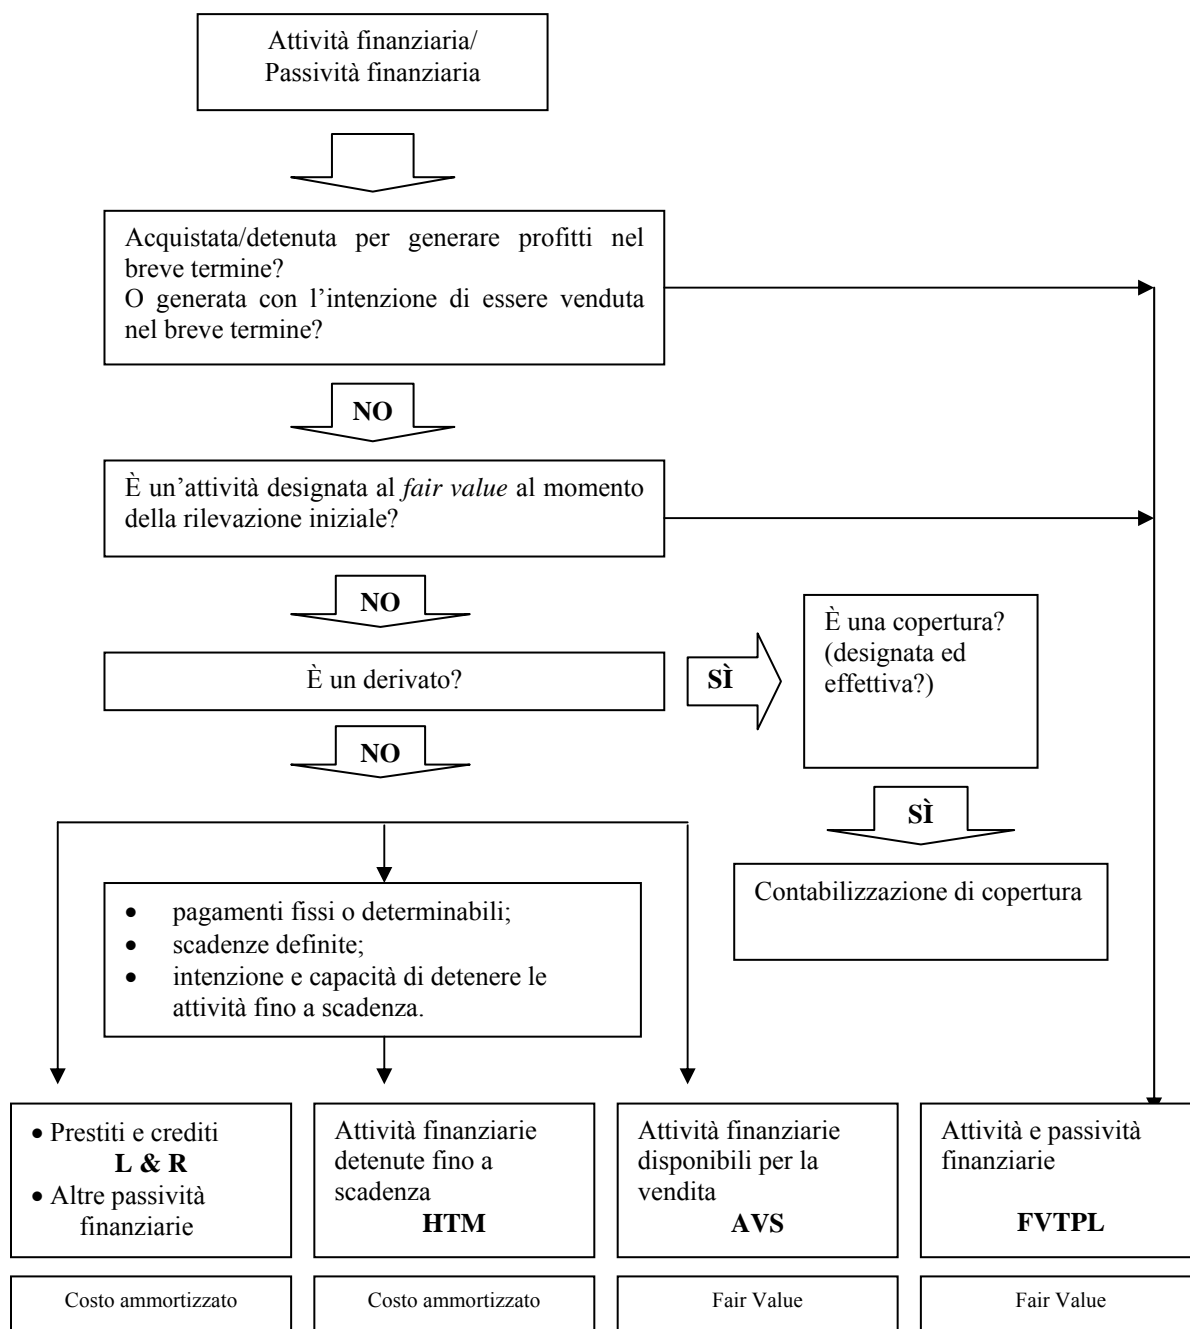 Attività finanziaria/
Passività finanziaria
Acquistata/detenuta per generare profitti nel
breve termine?
O generata con l’intenzione di essere venduta
nel breve termine?
NO
È un’attività designata al fair value al momento
della rilevazione iniziale?
NO
È un derivato?
SÌ
È una copertura?
(designata ed
effettiva?)
NO
SÌ
Contabilizzazione di copertura
• pagamenti fissi o determinabili;
• scadenze definite;
• intenzione e capacità di detenere le
attività fino a scadenza.
• Prestiti e crediti
L & R
• Altre passività
finanziarie
Attività finanziarie
detenute fino a
scadenza
HTM
Attività finanziarie
disponibili per la
vendita
AVS
Attività e passività
finanziarie
FVTPL
Costo ammortizzato
Costo ammortizzato
Fair Value
Fair Value